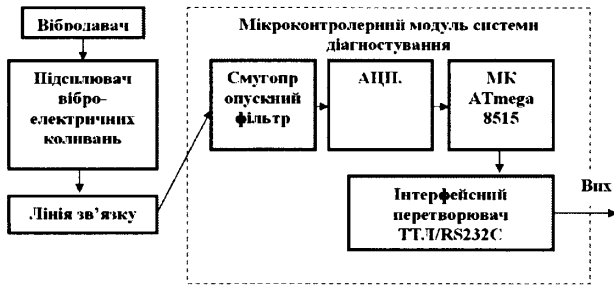 Вібродавач
Підсилювач
вібро-
електричних
коливань
Лінія зв’язку
Мікроконтролерний модуль системи
діагностування
Смугопр
опускний
фільтр
АЦП.
МК
ATmega
8515
Інтерфейсний
перетворювач
ТТЛ/RS232С
Вих